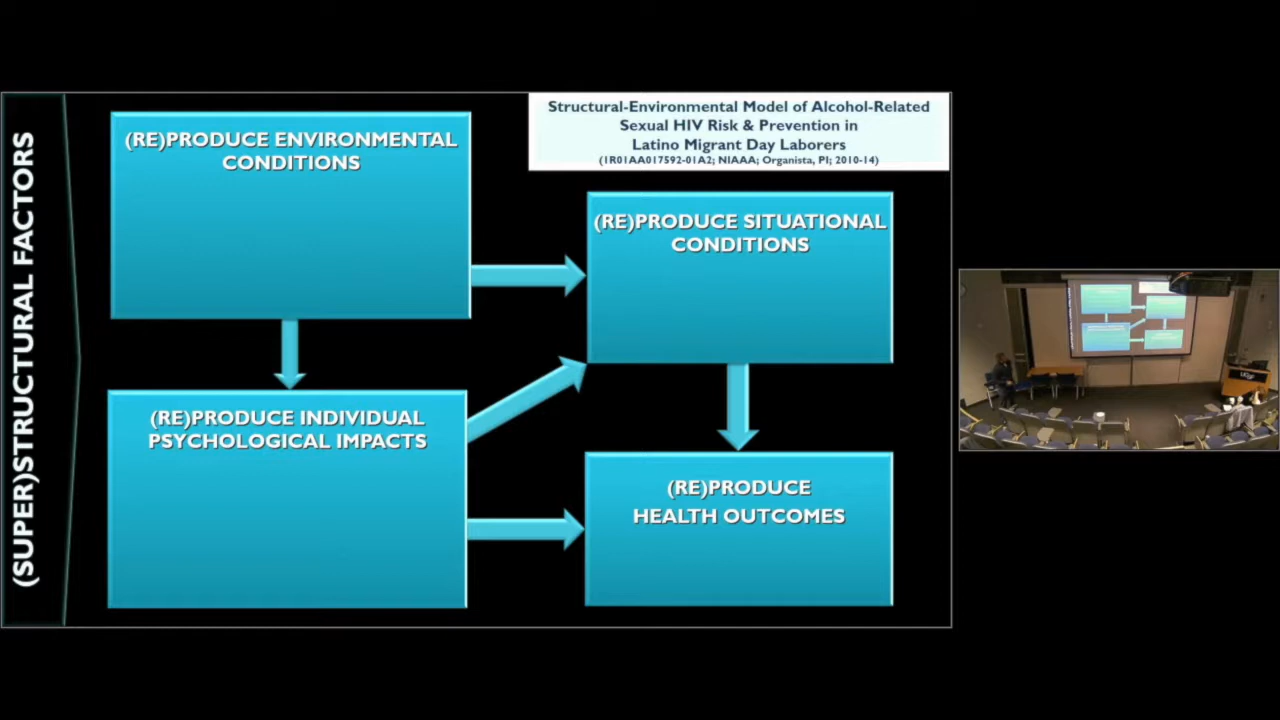 (SUPER)STRUCTURAL FACTORS
(RE)PRODUCE ENVIRONMENTAL
CONDITIONS
Structural-Environmental Model of Alcohol-Related
Sexual HIV Risk & Prevention in
Latino Migrant Day Laborers
(1R01AA017592-01A2; NIAAA; Organista, PI; 2010-14)
(RE)PRODUCE SITUATIONAL
CONDITIONS
(RE)PRODUCE INDIVIDUAL
PSYCHOLOGICAL IMPACTS
(RE)PRODUCE
HEALTH OUTCOMES